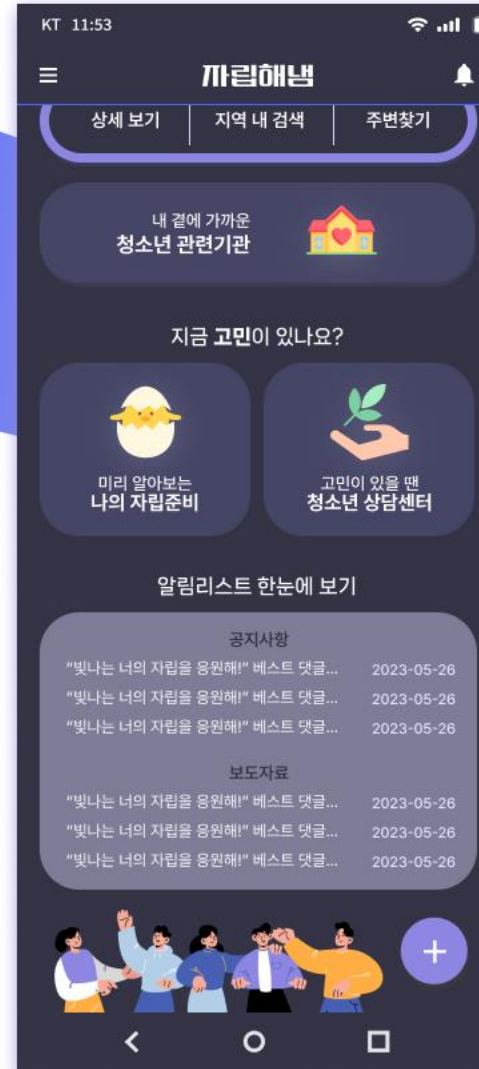 KT 11:53
자립해냄
상세 보기 지역 내 검색 주변찾기
내 곁에 가까운
청소년 관련기관
지금 고민이 있나요?
미리 알아보는
나의 자립준비
고민이 있을 땐
청소년 상담센터
알림리스트 한눈에 보기
공지사항
"빛나는 너의 자립을 응원해!" 베스트 댓글... 2023-05-26
"빛나는 너의 자립을 응원해!" 베스트 댓글... 2023-05-26
"빛나는 너의 자립을 응원해!" 베스트 댓글... 2023-05-26
보도자료
"빛나는 너의 자립을 응원해!" 베스트 댓글... 2023-05-26
"빛나는 너의 자립을 응원해!" 베스트 댓글... 2023-05-26
"빛나는 너의 자립을 응원해!" 베스트 댓글... 2023-05-26